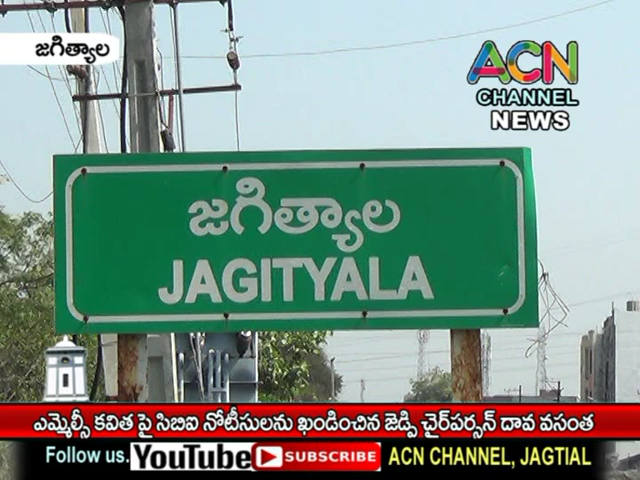 జగిత్యాల
ACN
CHANNEL
NEWS
జగిత్యాల
JAGITYALA
ఎమ్మెల్సీ కవిత పై సిబిఐ నోటీసులను ఖండించిన జెడ్పి చైర్‌పర్సన్ దావ వసంత
Follow us. YouTube SUBSCRIBE ACN CHANNEL, JAGTIAL